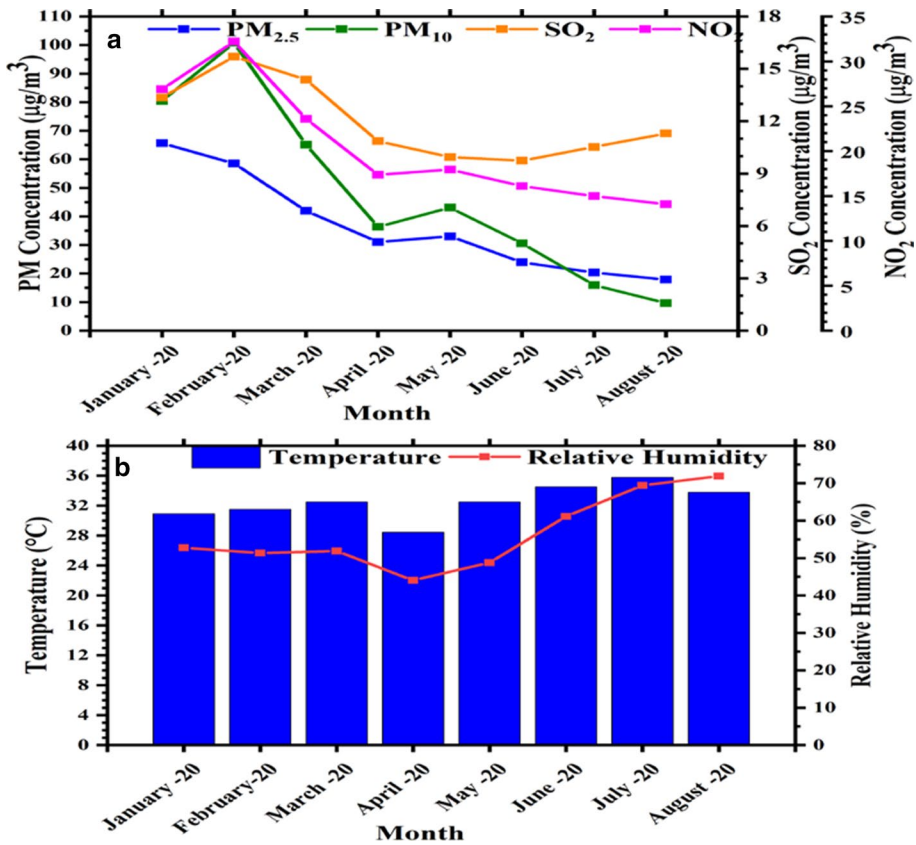 a
PM2.5 PM10 SO2 NO
110
100
90
80
70
60
50
40
30
20
10
0
PM Concentration (µg/m³)
18
15
12
9
6
3
0
SO2 Concentration (µg/m³)
35
30
25
20
15
10
5
0
NO2 Concentration (µg/m³)
January -20
February-20
March -20
April -20
May -20
June -20
July -20
August -20
Month
b
Temperature Relative Humidity
40
36
32
28
24
20
16
12
8
4
0
Temperature (°C)
80
70
60
50
40
30
20
10
0
Relative Humidity (%)
January -20
February -20
March -20
April -20
May -20
June -20
July -20
August -20
Month